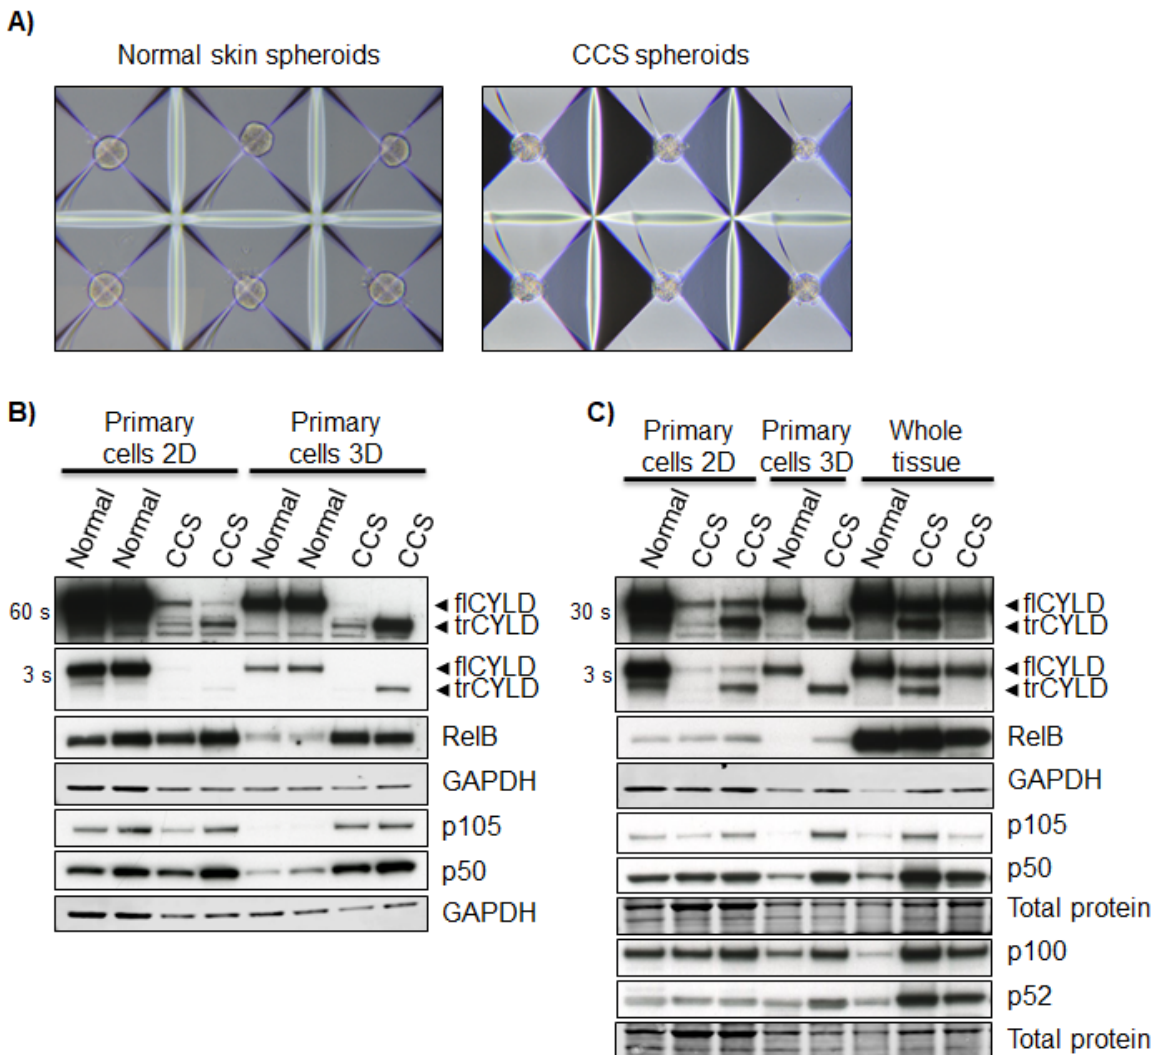 A)
Normal skin spheroids
CCS spheroids
B)
Primary
cells 2D
Primary
cells 3D
Normal
Normal
CCS
CCS
Normal
Normal
CCS
CCS
60 s
◄ flCYLD
◄ trCYLD
3 s
◄ flCYLD
◄ trCYLD
RelB
GAPDH
p105
p50
GAPDH
C)
Primary
cells 2D
Primary
cells 3D
Whole
tissue
Normal
CCS
CCS
Normal
CCS
Normal
CCS
CCS
30 s
◄ flCYLD
◄ trCYLD
3 s
◄ flCYLD
◄ trCYLD
RelB
GAPDH
p105
p50
Total protein
p100
p52
Total protein